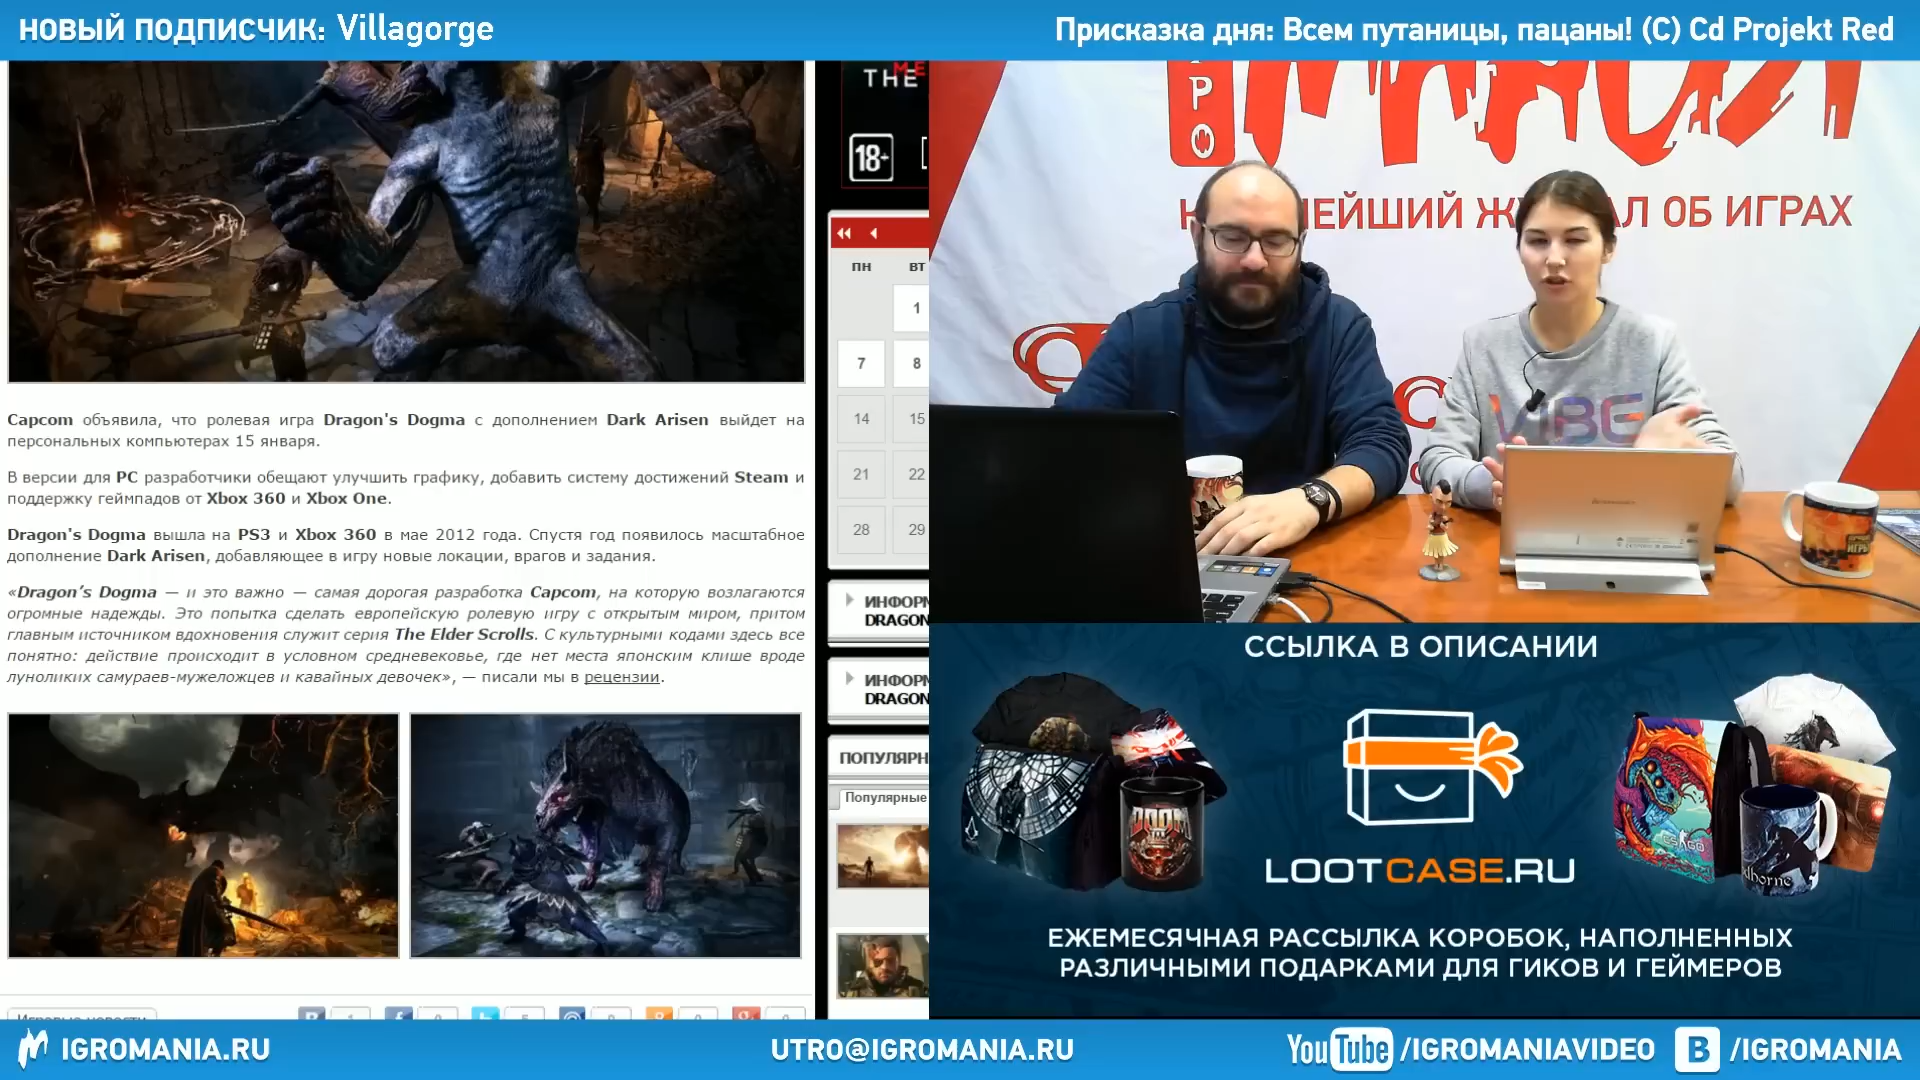 НОВЫЙ ПОДПИСЧИК: Villagorge
Присказка дня: Всем путаницы, пацаны! (C) Cd Projekt Red
Capcom объявила, что ролевая игра Dragon's Dogma с дополнением Dark Arisen выйдет на
персональных компьютерах 15 января.
В версии для PC разработчики обещают улучшить графику, добавить систему достижений Steam и
поддержку геймпадов от Xbox 360 и Xbox One.
Dragon's Dogma вышла на PS3 и Xbox 360 в мае 2012 года. Спустя год появилось масштабное
дополнение Dark Arisen, добавляющее в игру новые локации, врагов и задания.
«Dragon’s Dogma — и это важно — самая дорогая разработка Capcom, на которую возлагаются
огромные надежды. Это попытка сделать европейскую ролевую игру с открытым миром, притом
главным источником вдохновения служит серия The Elder Scrolls. С культурными кодами здесь все
понятно: действие происходит в условном средневековье, где нет места японским клише вроде
луноликих самураев-мужеложцев и кавайных девочек», — писали мы в рецензии.
THE
18+
ПН ВТ
1
7 8
14 15
21 22
28 29
DRAGON
DRAGON
Популярные
ОБ ИГРАХ
VIBE
ССЫЛКА В ОПИСАНИИ
DOOM
CS:GO
LOOTCASE.RU
ЕЖЕМЕСЯЧНАЯ РАССЫЛКА КОРОБОК, НАПОЛНЕННЫХ
РАЗЛИЧНЫМИ ПОДАРКАМИ ДЛЯ ГИКОВ И ГЕЙМЕРОВ
IGROMANIA.RU
UTRO@IGROMANIA.RU
YouTube /IGROMANIAVIDEO
B /IGROMANIA